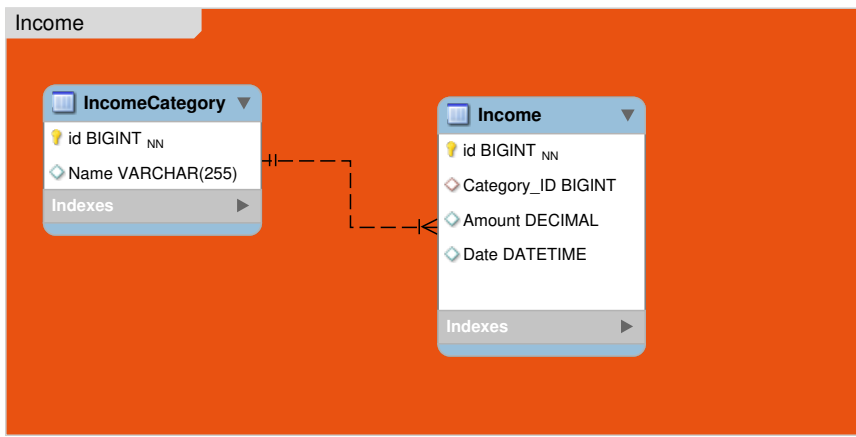 Income
IncomeCategory
id BIGINT NN
Name VARCHAR(255)
Indexes
Income
id BIGINT NN
Category_ID BIGINT
Amount DECIMAL
Date DATETIME
Indexes